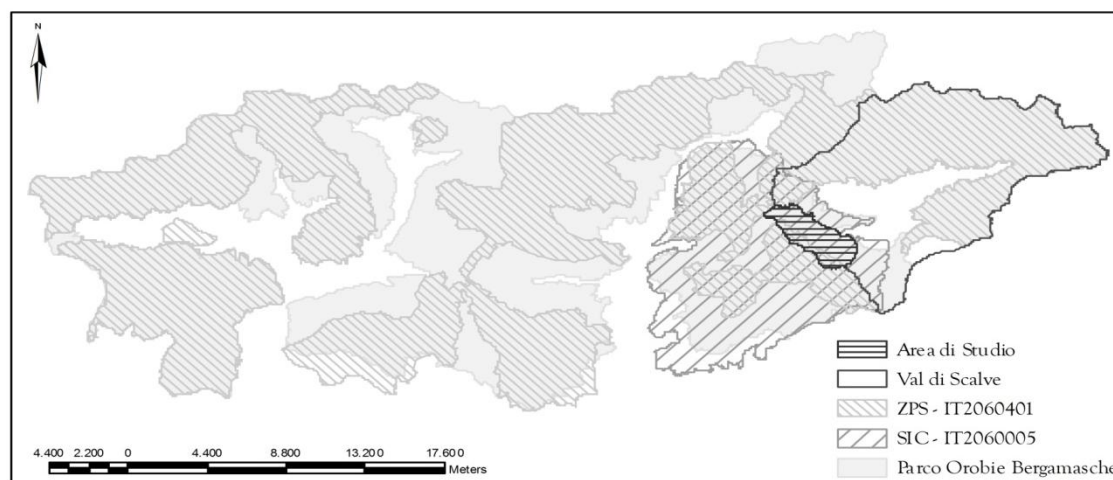 N
Area di Studio
Val di Scalve
ZPS - IT2060401
SIC - IT2060005
Parco Orobie Bergamasche
4.400 2.200 0 4.400 8.800 13.200 17.600
Meters